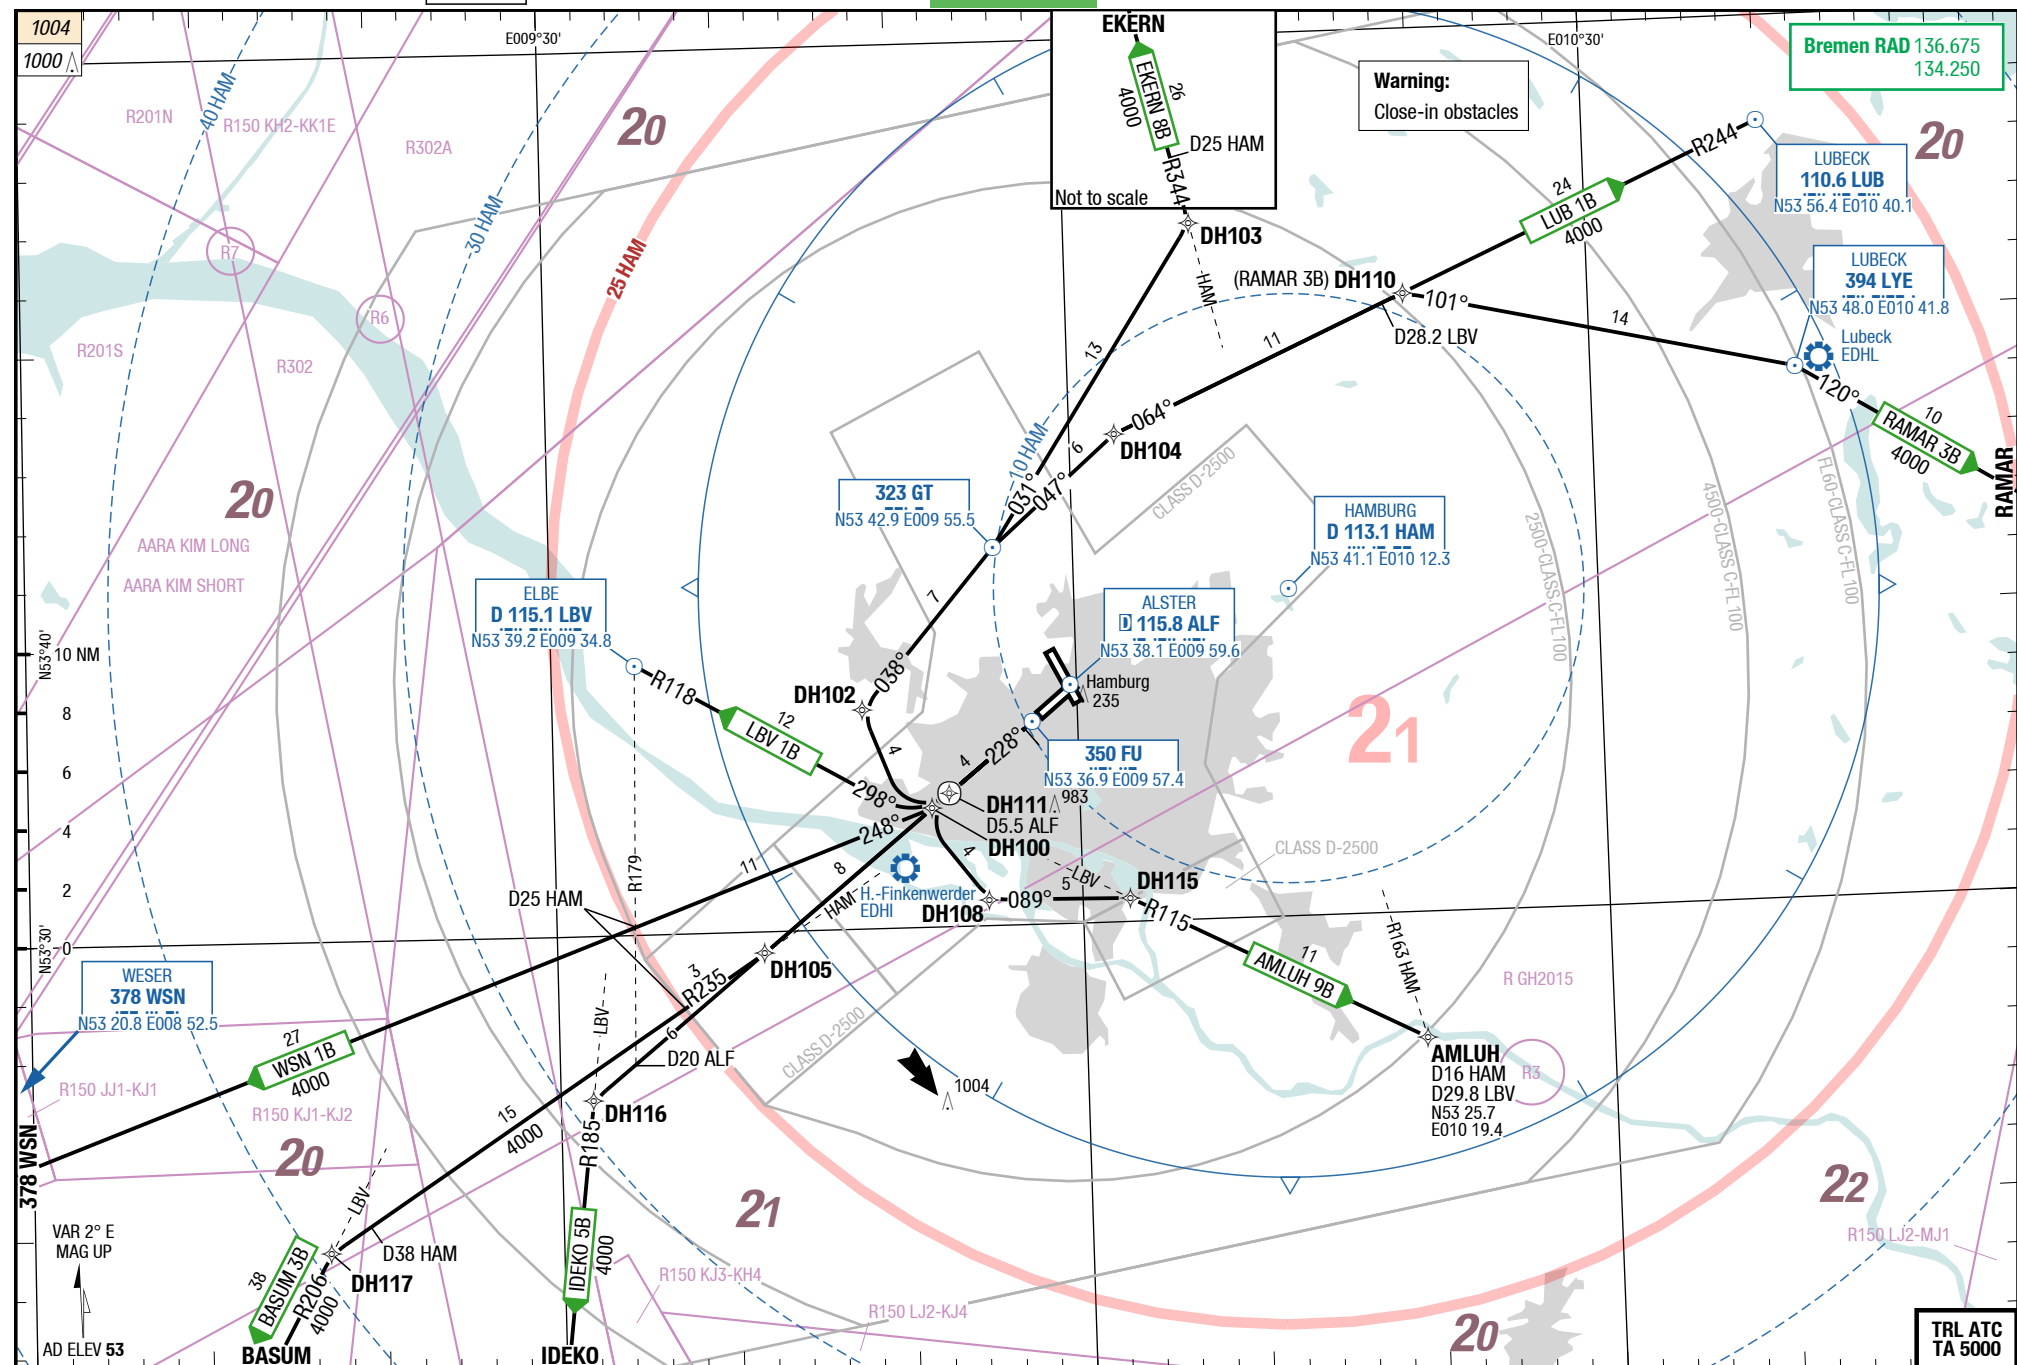 1004
1000
E009°30'
EKERN
26
EKERN 8B
4000
D25 HAM
R344
Not to scale
E010°30'
Warning:
Close-in obstacles
Bremen RAD 136.675
134.250
R201N
40 HAM
R150 KH2-KK1E
R302A
20
R244
LUBECK
110.6 LUB
N53 56.4 E010 40.1
20
24
LUB 1B
4000
30 HAM
25 HAM
R7
DH103
HAM
(RAMAR 3B) DH110
101°
14
D28.2 LBV
LUBECK
394 LYE
N53 48.0 E010 41.8
Lubeck
EDHL
R6
R201S
R302
13
11
120°
10
RAMAR 3B
4000
RAMAR
064°
DH104
6
10 HAM
031°
047°
CLASS D-2500
323 GT
N53 42.9 E009 55.5
20
AARA KIM LONG
AARA KIM SHORT
HAMBURG
D 113.1 HAM
N53 41.1 E010 12.3
2500-CLASS C-FL100
4500-CLASS C-FL 100
FL60-CLASS C-FL 100
ELBE
D 115.1 LBV
N53 39.2 E009 34.8
7
ALSTER
D 115.8 ALF
N53 38.1 E009 59.6
N53°40'
10 NM
R118
12
LBV 1B
298°
DH102
038°
4
Hamburg
235
8
21
4
228°
350 FU
N53 36.9 E009 57.4
6
DH111
983
D5.5 ALF
DH100
4
248°
11
8
R179
CLASS D-2500
2
D25 HAM
HAM
H.-Finkenwerder
EDHI
4
DH108
089°
5
LBV
DH115
R115
11
AMLUH 9B
R163 HAM
0
N53°30'
DH105
3
R235
R GH2015
WESER
378 WSN
N53 20.8 E008 52.5
27
WSN 1B
4000
LBV
6
D20 ALF
CLASS D-2500
1004
AMLUH
D16 HAM
D29.8 LBV
N53 25.7
E010 19.4
R3
R150 JJ1-KJ1
R150 KJ1-KJ2
15
4000
DH116
R185
378 WSN
20
LBV
21
22
VAR 2° E
MAG UP
D38 HAM
DH117
38
BASUM 3B
R206
4000
IDEKO 5B
4000
R150 KJ3-KH4
R150 LJ2-KJ4
R150 LJ2-MJ1
20
AD ELEV 53
BASUM
IDEKO
TRL ATC
TA 5000